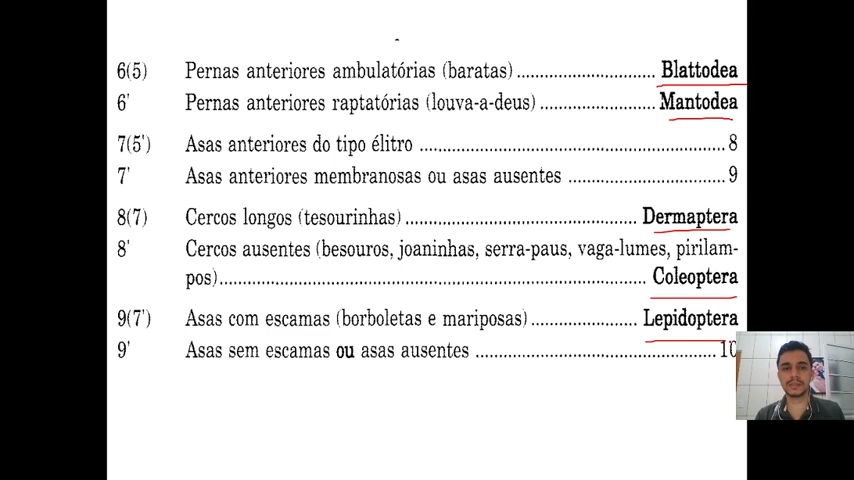 6(5) Pernas anteriores ambulatórias (baratas) ............................. Blattodea
6' Pernas anteriores raptatórias (louva-a-deus) ........................ Mantodea
7(5') Asas anteriores do tipo élitro .................................................................. 8
7' Asas anteriores membranosas ou asas ausentes .................................. 9
8(7) Cercos longos (tesourinhas) ................................................. Dermaptera
8' Cercos ausentes (besouros, joaninhas, serra-paus, vaga-lumes, pirilam-
pos) .......................................................................................... Coleoptera
9(7') Asas com escamas (borboletas e mariposas) ....................... Lepidoptera
9' Asas sem escamas ou asas ausentes .................................................... 10